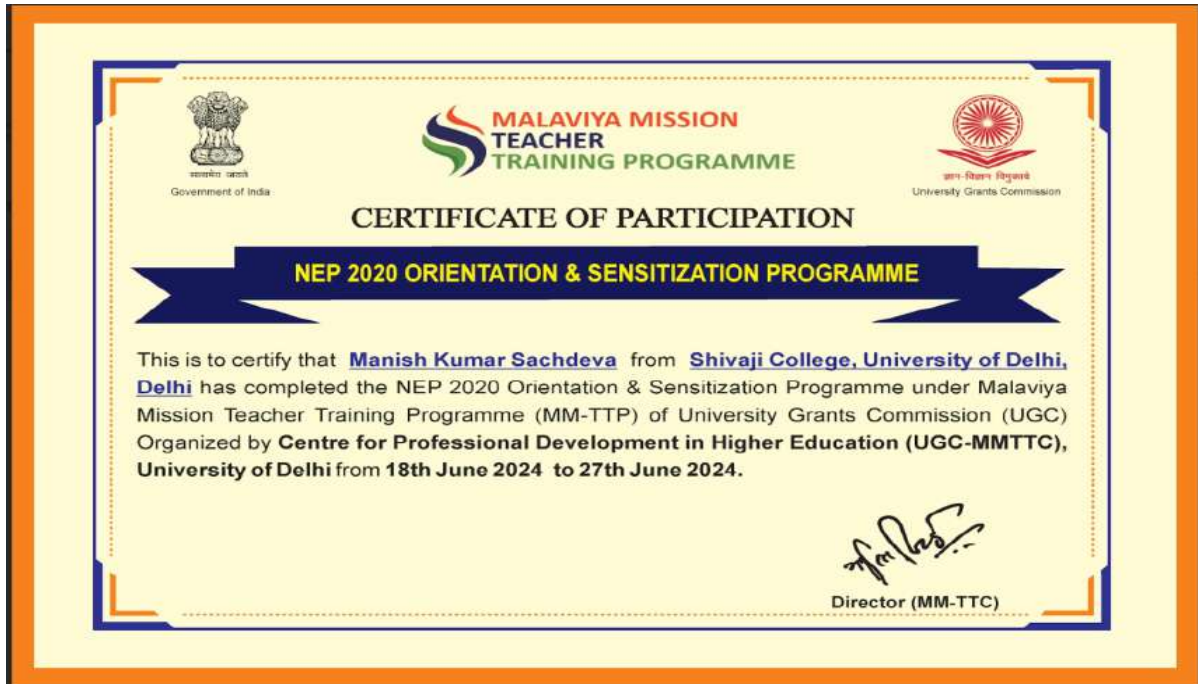 सत्यमेव जयते
Government of India
MALAVIYA MISSION
TEACHER
TRAINING PROGRAMME
ज्ञान-विज्ञान विमुक्तये
University Grants Commission
CERTIFICATE OF PARTICIPATION
NEP 2020 ORIENTATION & SENSITIZATION PROGRAMME
This is to certify that Manish Kumar Sachdeva from Shivaji College, University of Delhi,
Delhi has completed the NEP 2020 Orientation & Sensitization Programme under Malaviya
Mission Teacher Training Programme (MM-TTP) of University Grants Commission (UGC)
Organized by Centre for Professional Development in Higher Education (UGC-MMTTC),
University of Delhi from 18th June 2024 to 27th June 2024.
Director (MM-TTC)